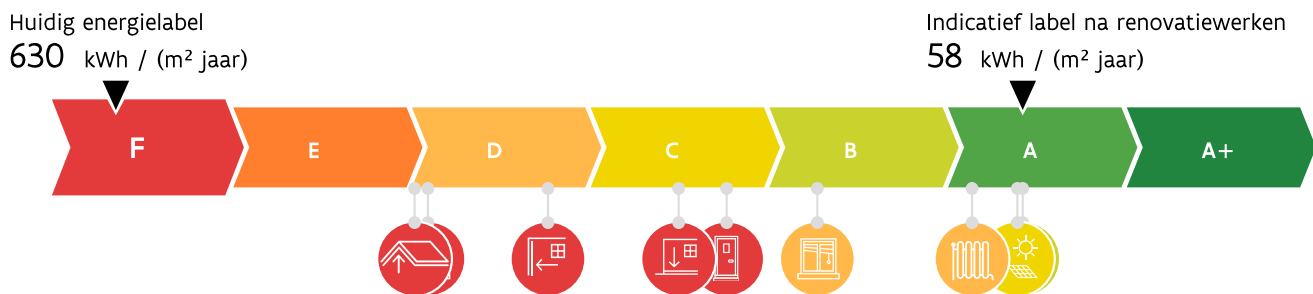 Huidig energielabel
630 kWh / (m² jaar)
Indicatief label na renovatiewerken
58 kWh / (m² jaar)
F E D C B A A+